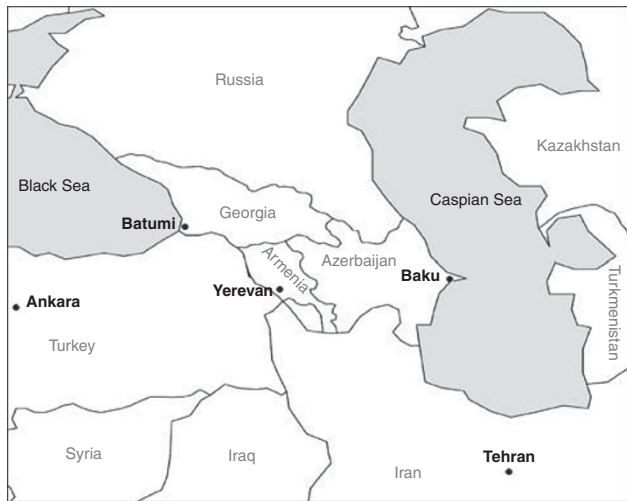 Russia
Kazakhstan
Black Sea
Caspian Sea
Georgia
Batumi
Armenia
Azerbaijan
Baku
Yerevan
Turkmenistan
Ankara
Turkey
Syria
Iraq
Iran
Tehran